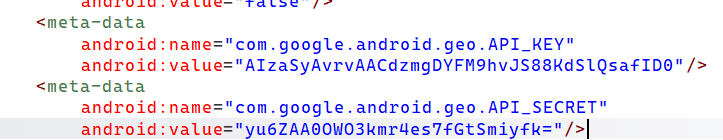 android:value="false"/>
<meta-data
android:name="com.google.android.geo.API_KEY"
android:value="AIzaSyAvrvAACdzmgDYFM9hvJS88KdSlQsafID0"/>
<meta-data
android:name="com.google.android.geo.API_SECRET"
android:value="yu6ZAA0OWO3kmr4es7fGtSmiyfk="/>